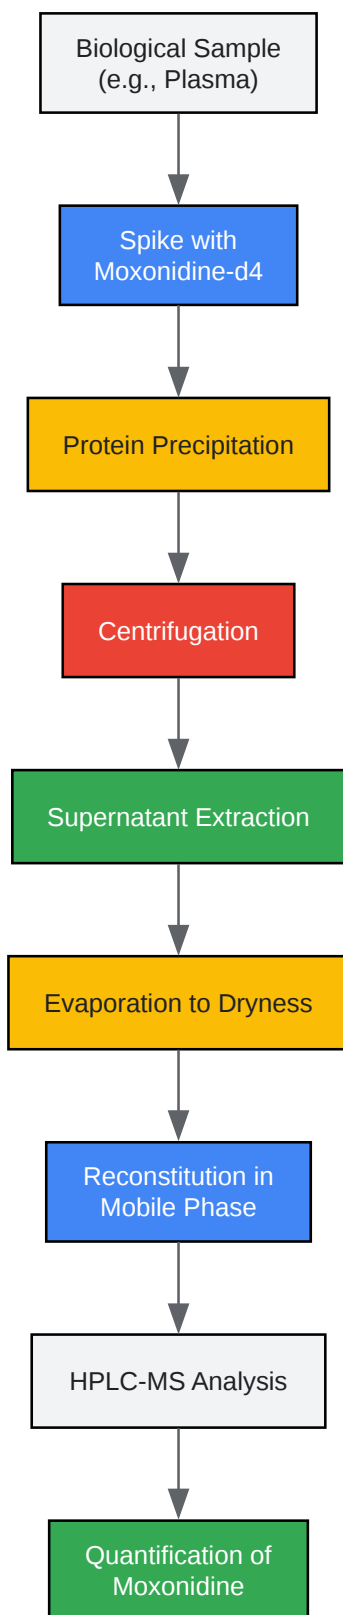 Biological Sample
(e.g., Plasma)
Spike with
Moxonidine-d4
Protein Precipitation
Centrifugation
Supernatant Extraction
Evaporation to Dryness
Reconstitution in
Mobile Phase
HPLC-MS Analysis
Quantification of
Moxonidine